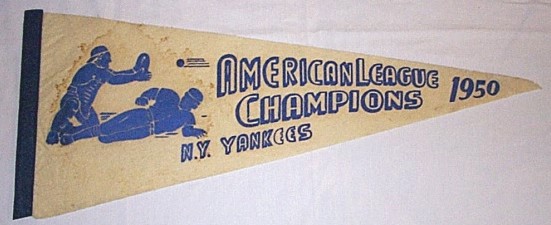 AMERICAN LEAGUE
CHAMPIONS
1950
N.Y. YANKEES